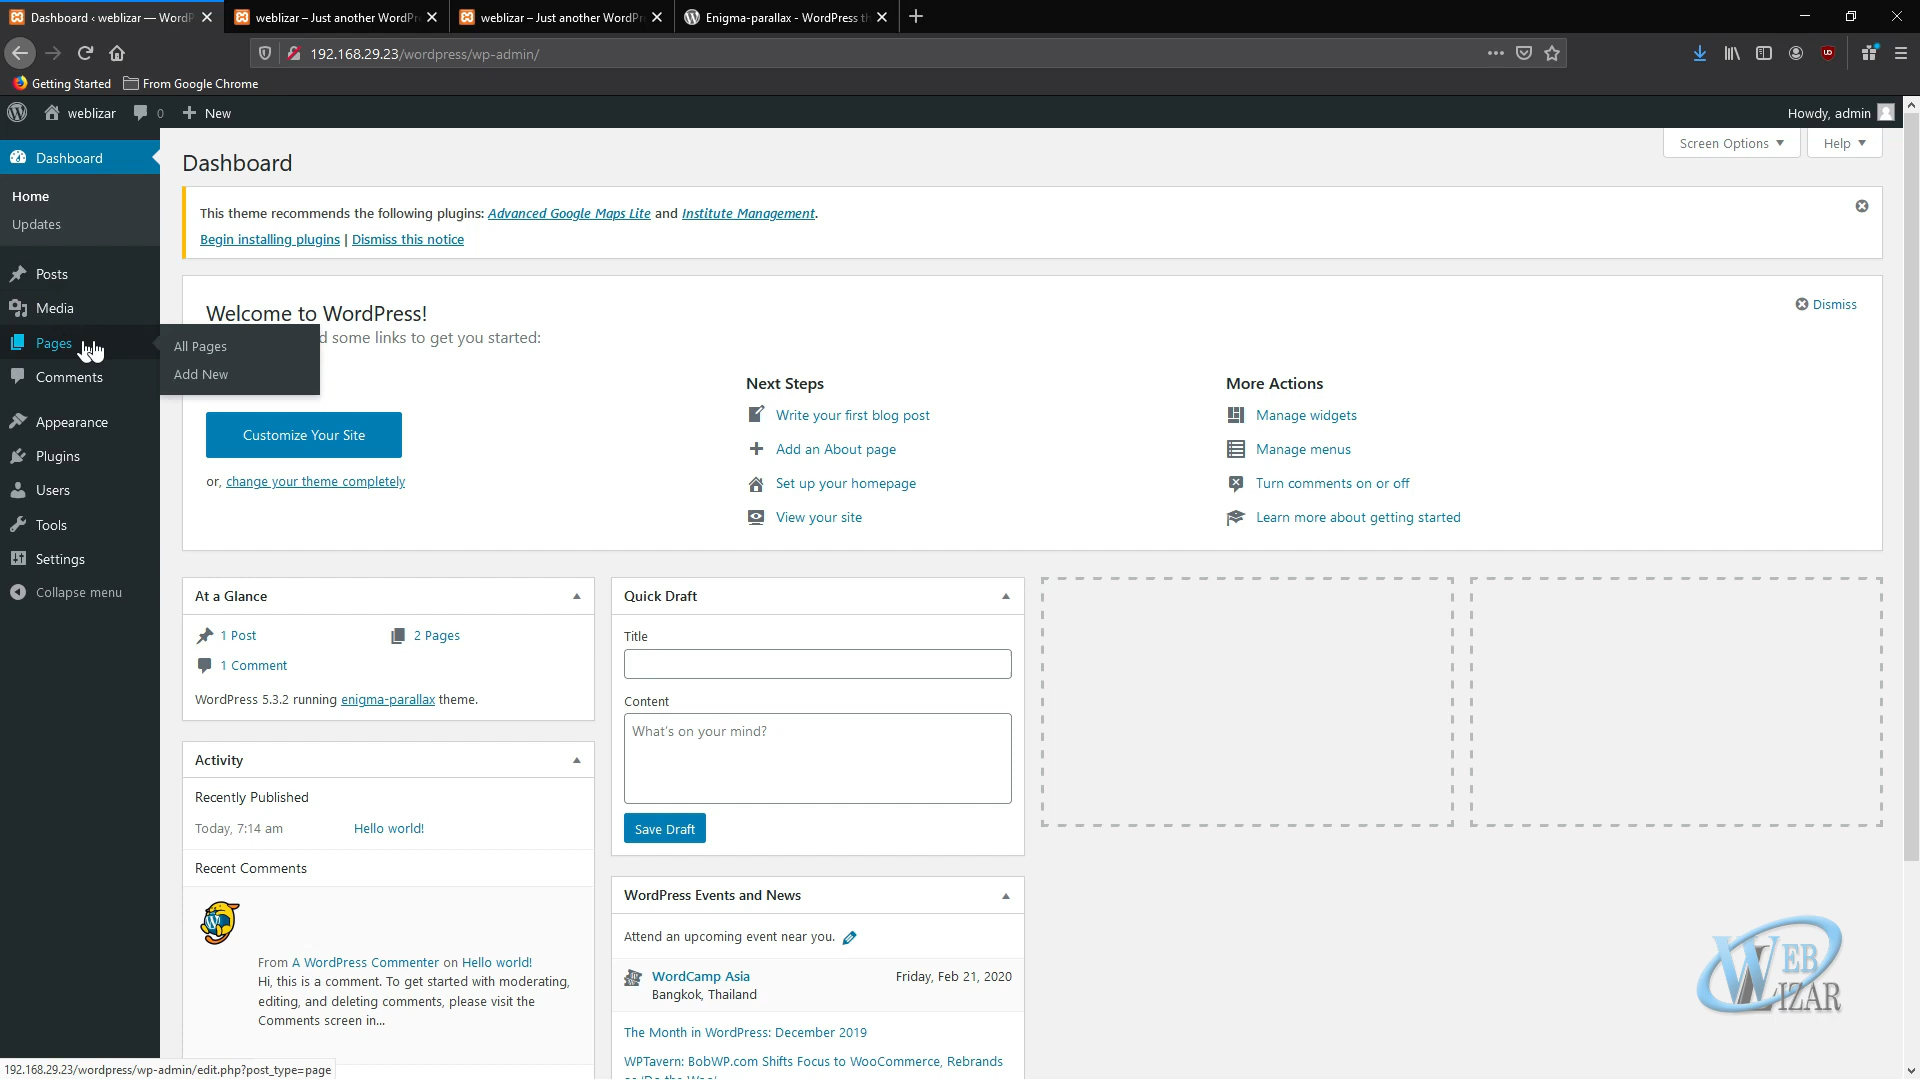 Dashboard ‹ weblizar — WordP
weblizar – Just another WordPr
weblizar – Just another WordPr
Enigma-parallax - WordPress th
192.168.29.23/wordpress/wp-admin/
Getting Started
From Google Chrome
weblizar
0
New
Howdy, admin
Dashboard
Home
Updates
Posts
Media
Pages
All Pages
Add New
Comments
Appearance
Plugins
Users
Tools
Settings
Collapse menu
Dashboard
Screen Options
Help
This theme recommends the following plugins: Advanced Google Maps Lite and Institute Management.
Begin installing plugins | Dismiss this notice
Welcome to WordPress!
d some links to get you started:
Dismiss
Customize Your Site
or, change your theme completely
Next Steps
Write your first blog post
Add an About page
Set up your homepage
View your site
More Actions
Manage widgets
Manage menus
Turn comments on or off
Learn more about getting started
At a Glance
1 Post
2 Pages
1 Comment
WordPress 5.3.2 running enigma-parallax theme.
Activity
Recently Published
Today, 7:14 am
Hello world!
Recent Comments
From A WordPress Commenter on Hello world!
Hi, this is a comment. To get started with moderating,
editing, and deleting comments, please visit the
Comments screen in...
Quick Draft
Title
Content
What's on your mind?
Save Draft
WordPress Events and News
Attend an upcoming event near you.
WordCamp Asia
Friday, Feb 21, 2020
Bangkok, Thailand
The Month in WordPress: December 2019
WPTavern: BobWP.com Shifts Focus to WooCommerce, Rebrands
WEB
WIZAR
192.168.29.23/wordpress/wp-admin/edit.php?post_type=page